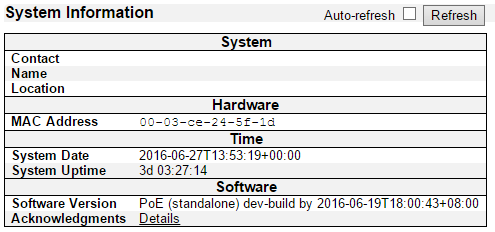 System Information
Auto-refresh Refresh
System
Contact
Name
Location
Hardware
MAC Address 00-03-ce-24-5f-1d
Time
System Date 2016-06-27T13:53:19+00:00
System Uptime 3d 03:27:14
Software
Software Version PoE (standalone) dev-build by 2016-06-19T18:00:43+08:00
Acknowledgments Details